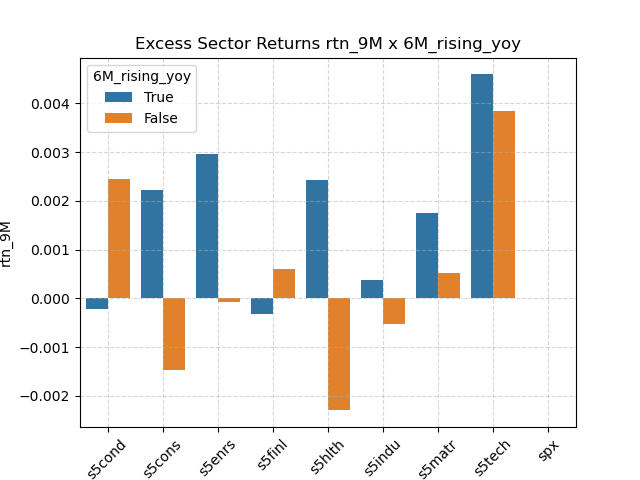 Excess Sector Returns rtn_9M x 6M_rising_yoy
6M_rising_yoy
True
False
rtn_9M
0.004
0.003
0.002
0.001
0.000
−0.001
−0.002
s5cond
s5cons
s5enrs
s5finl
s5hlth
s5indu
s5matr
s5tech
spx